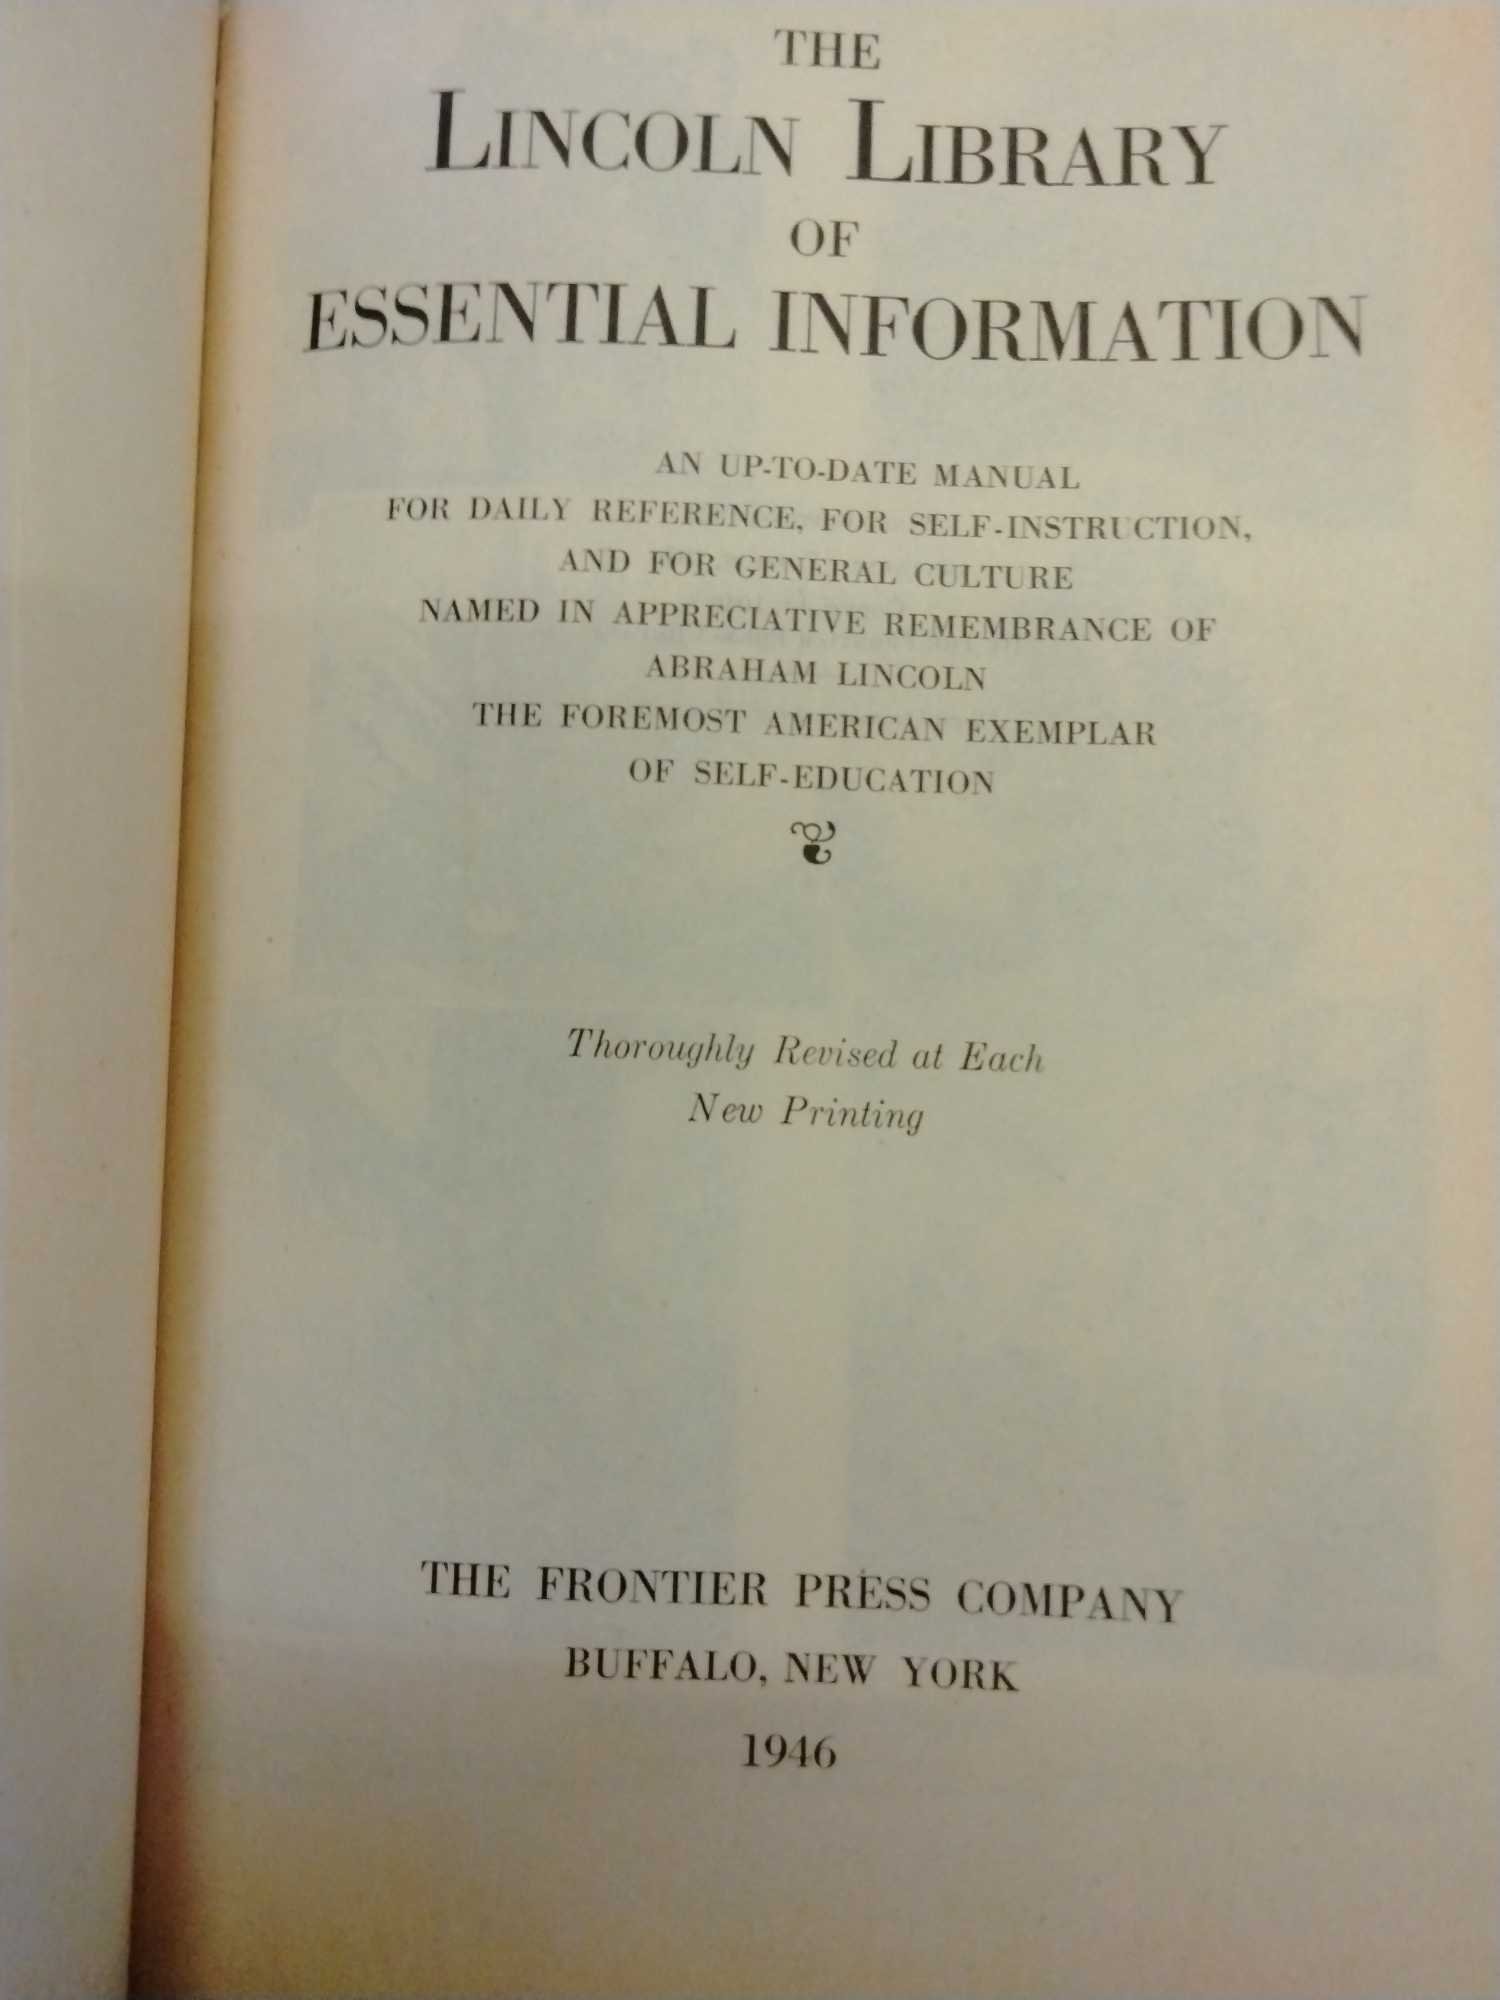 THE
LINCOLN LIBRARY
OF
ESSENTIAL INFORMATION
AN UP-TO-DATE MANUAL
FOR DAILY REFERENCE, FOR SELF-INSTRUCTION,
AND FOR GENERAL CULTURE
NAMED IN APPRECIATIVE REMEMBRANCE OF
ABRAHAM LINCOLN
THE FOREMOST AMERICAN EXEMPLAR
OF SELF-EDUCATION
Thoroughly Revised at Each
New Printing
THE FRONTIER PRESS COMPANY
BUFFALO, NEW YORK
1946